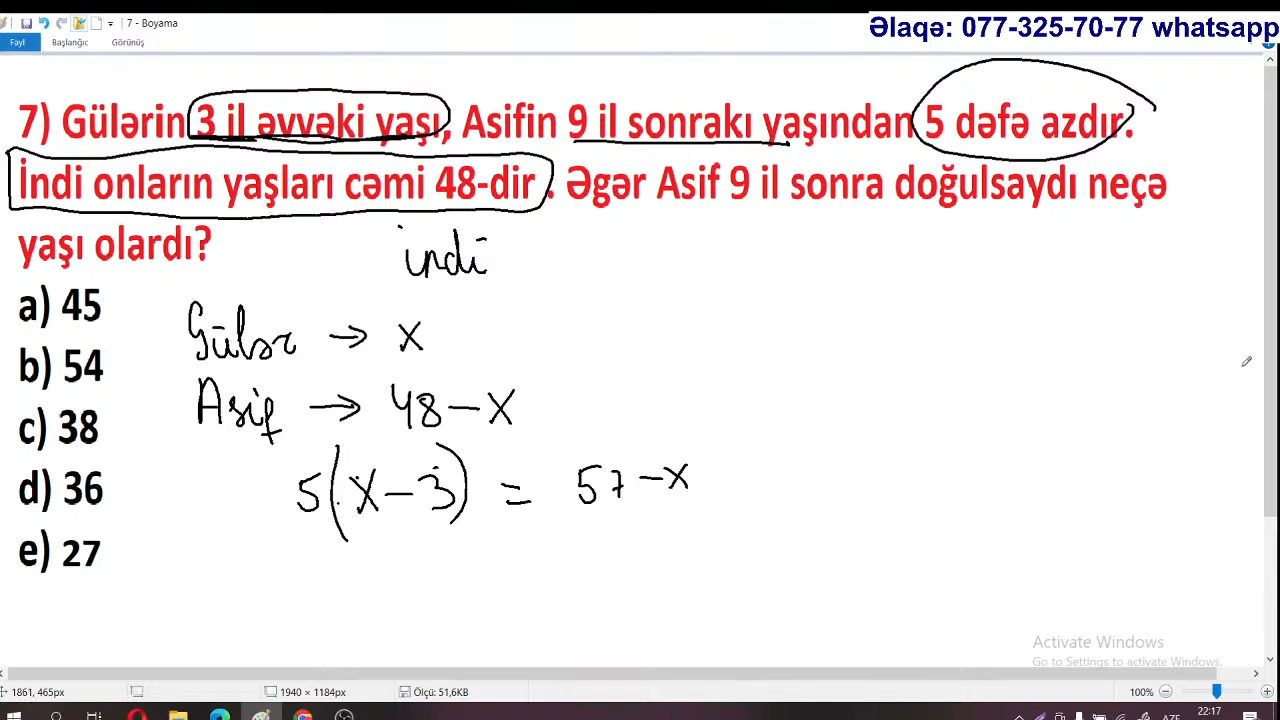 7 - Boyama
Əlaqə: 077-325-70-77 whatsapp
Fayl Başlanğıc Görünüş
7) Gülərin 3 il əvvəki yaşı, Asifin 9 il sonrakı yaşından 5 dəfə azdır.
İndi onların yaşları cəmi 48-dir . Əgər Asif 9 il sonra doğulsaydı neçə
yaşı olardı?
indi
a) 45
Gülər → x
b) 54
Asif → 48-x
c) 38
5(x-3) = 57-x
d) 36
e) 27
Activate Windows
Go to Settings to activate Windows.
1861, 465px 1940 × 1184px Ölçü: 51,6KB 100%
AZE 22:17